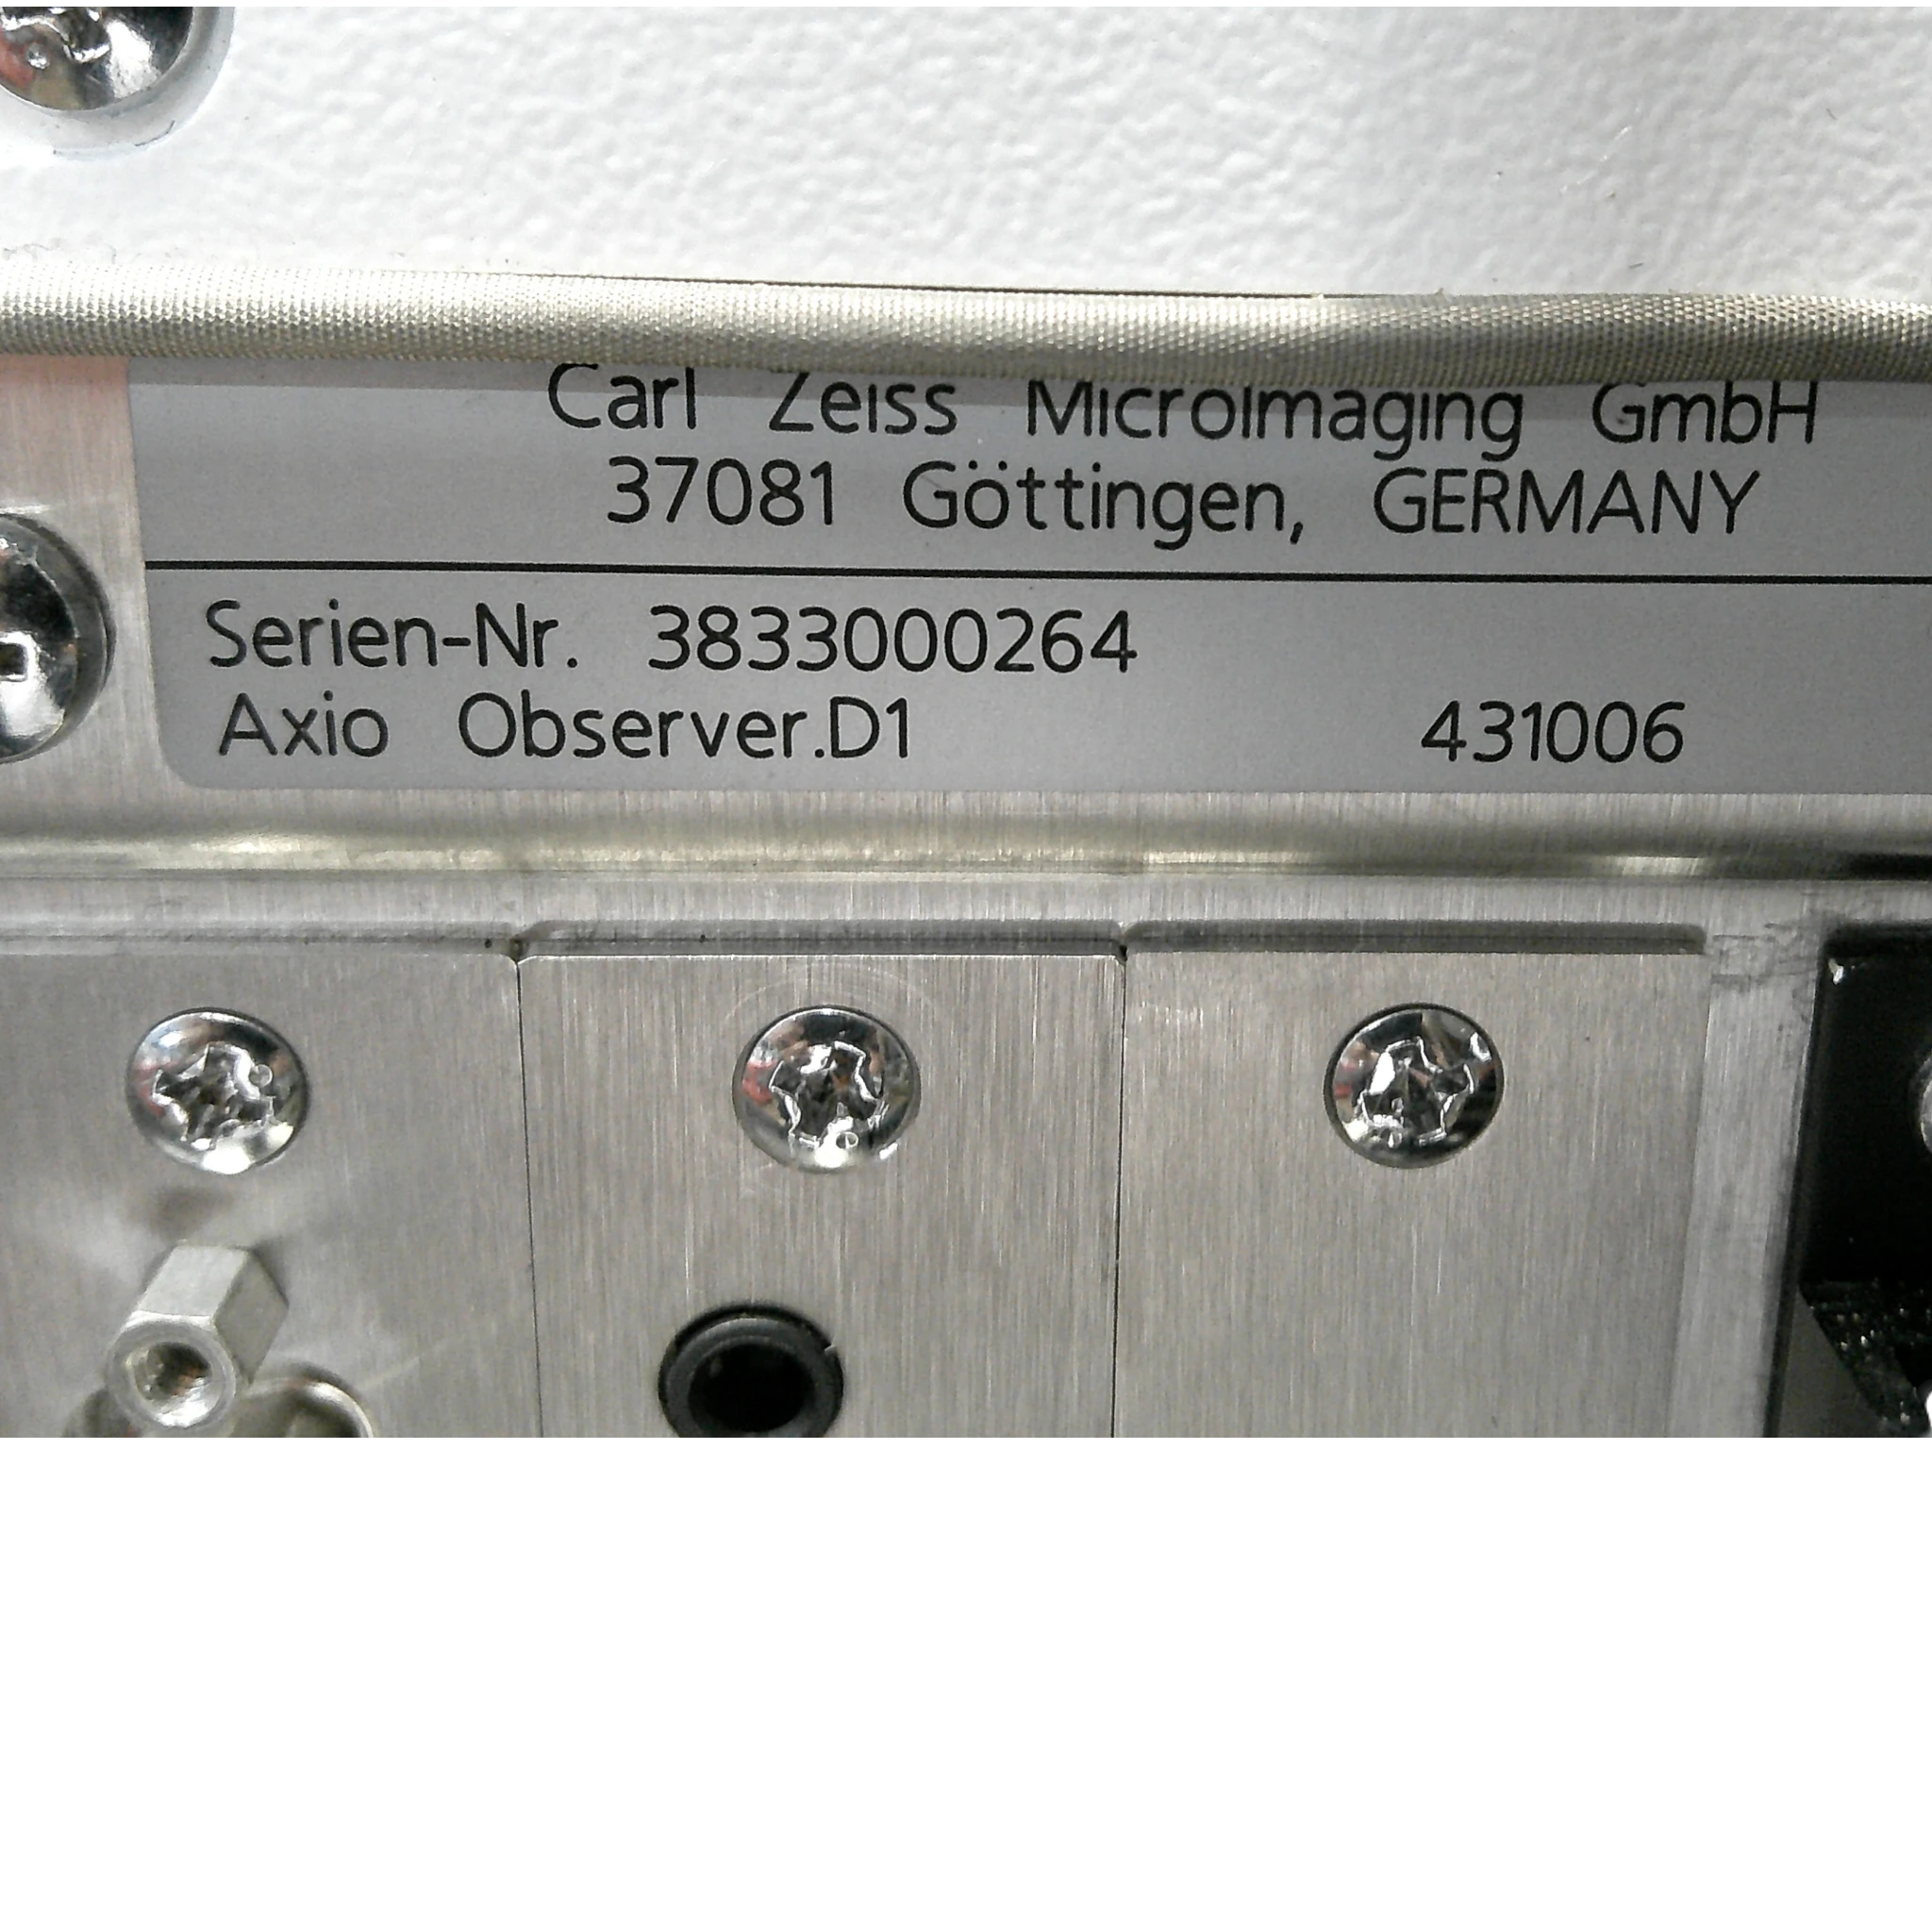 Carl Zeiss MicroImaging GmbH
37081 Göttingen, GERMANY
Serien-Nr. 3833000264
Axio Observer.D1 431006